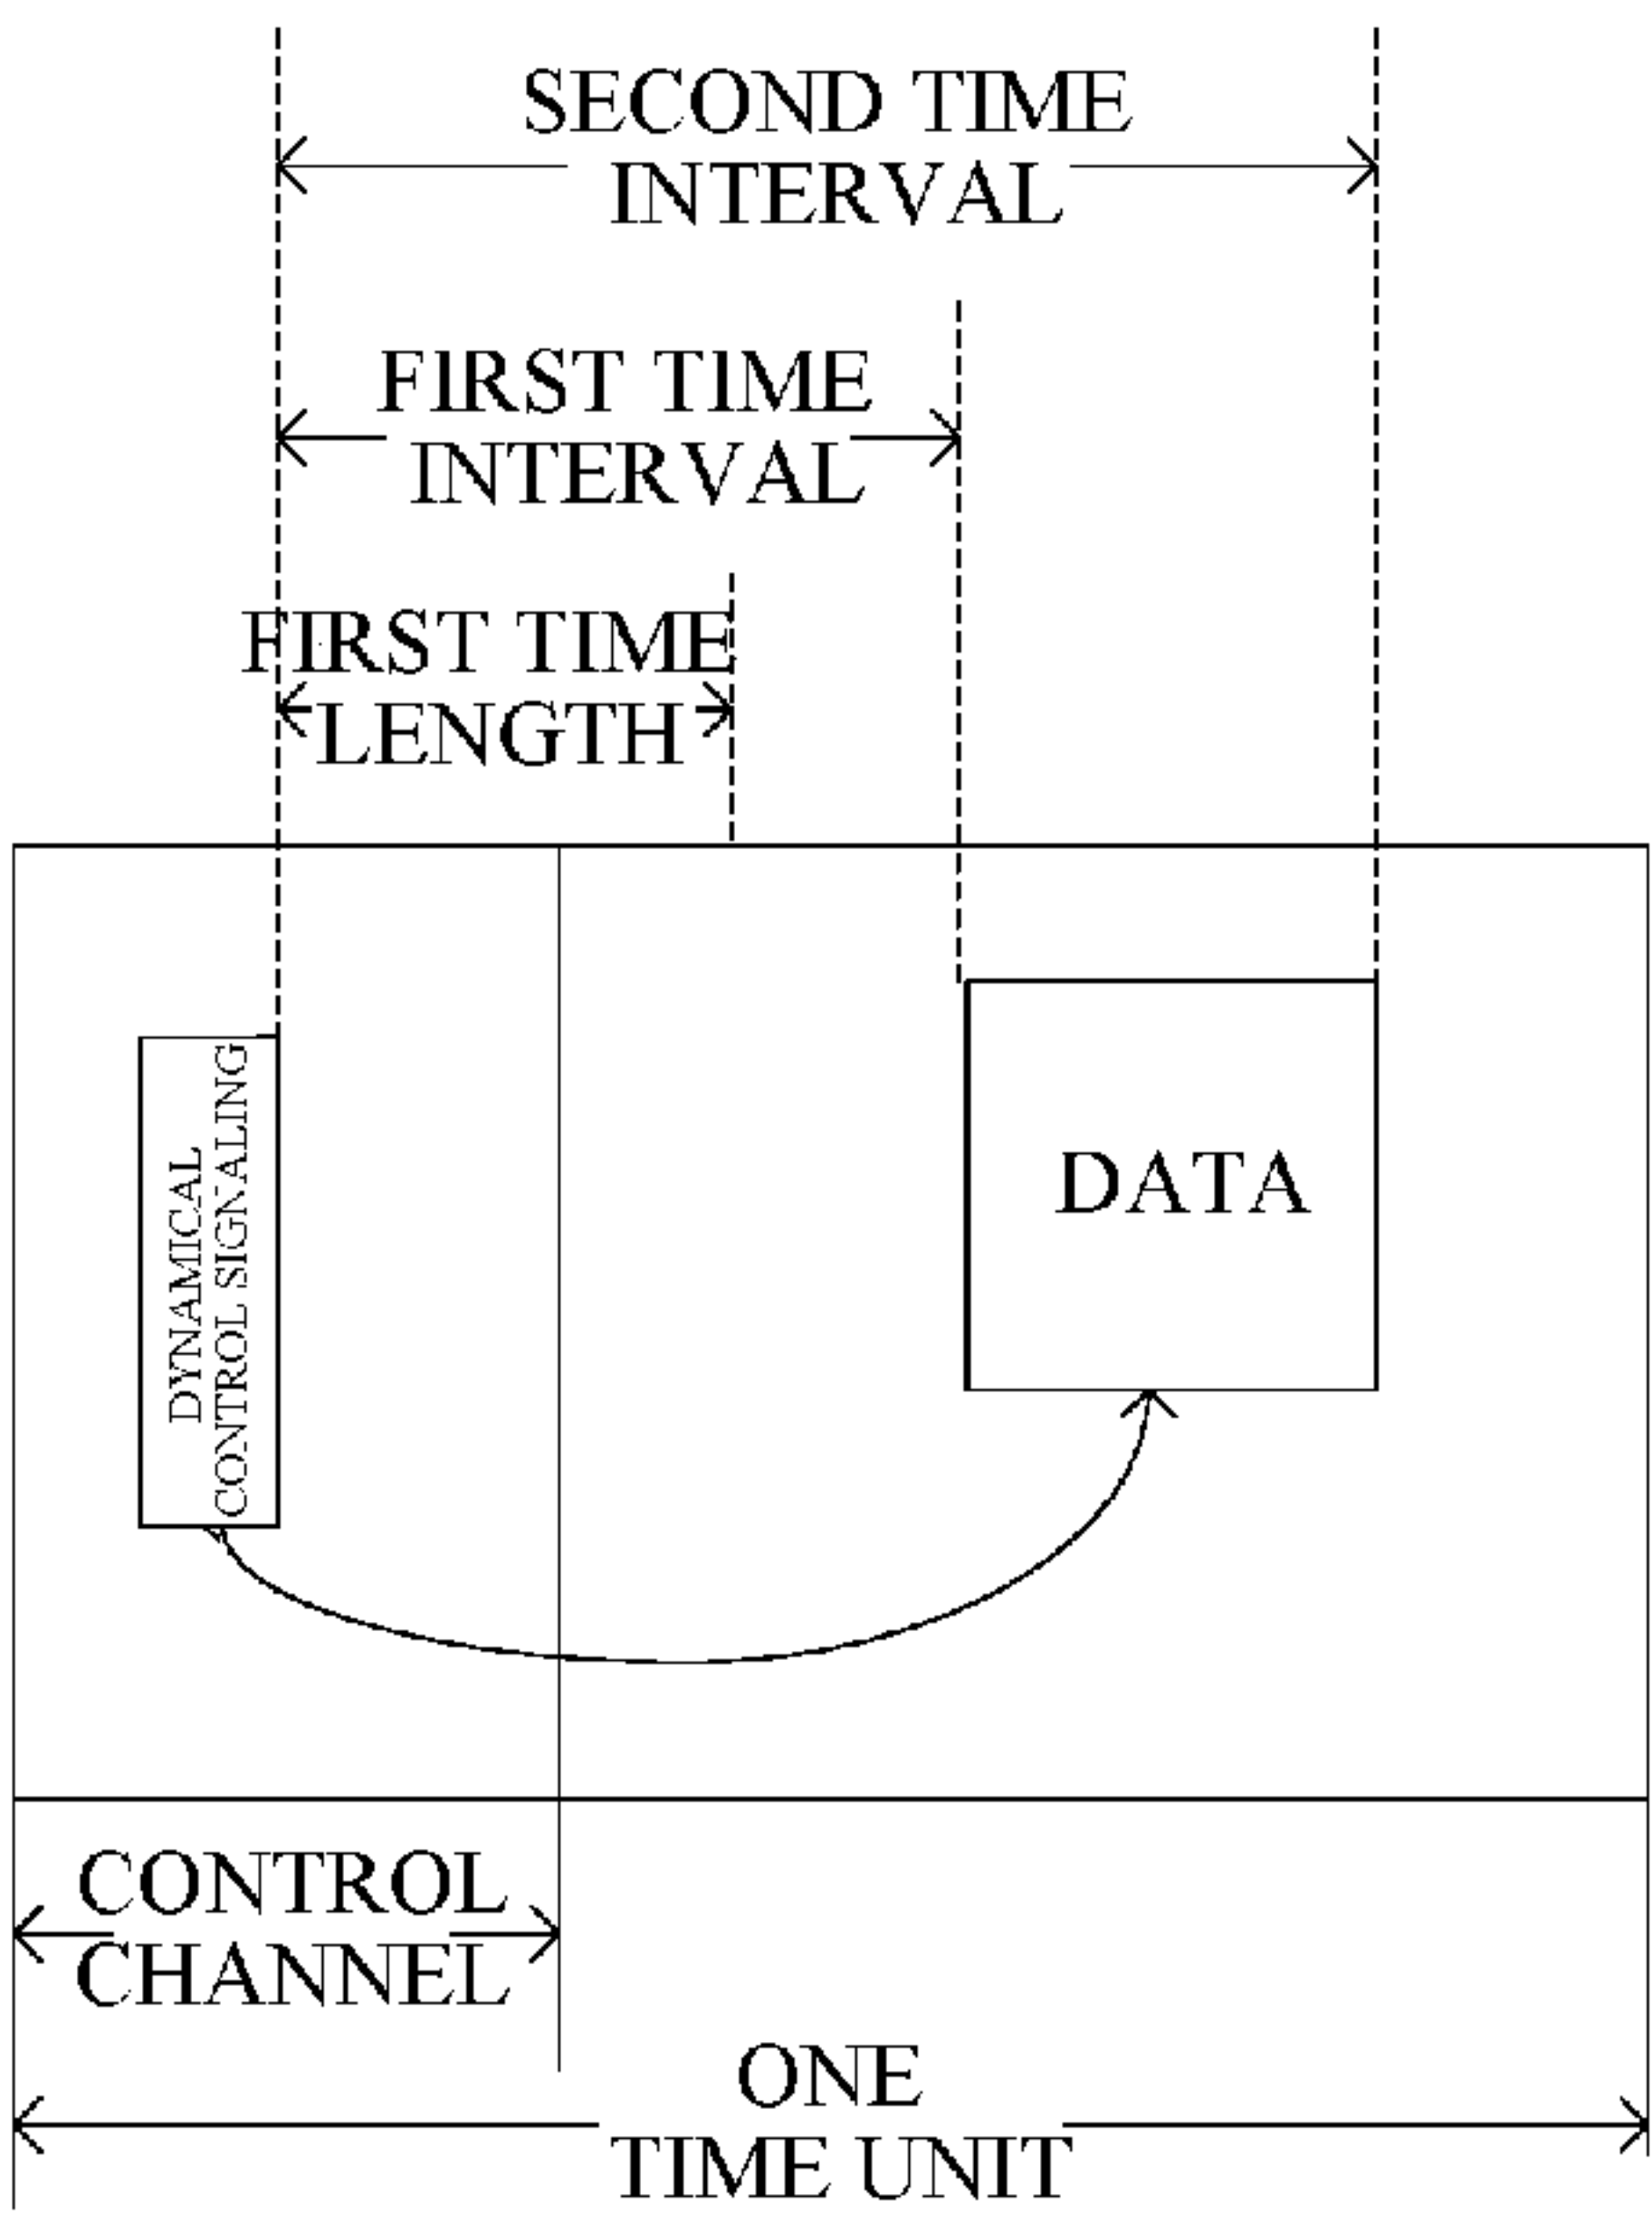 SECOND TIME
INTERVAL
FIRST TIME
INTERVAL
FIRST TIME
LENGTH
DYNAMICAL
CONTROL SIGNALING
DATA
CONTROL
CHANNEL
ONE
TIME UNIT